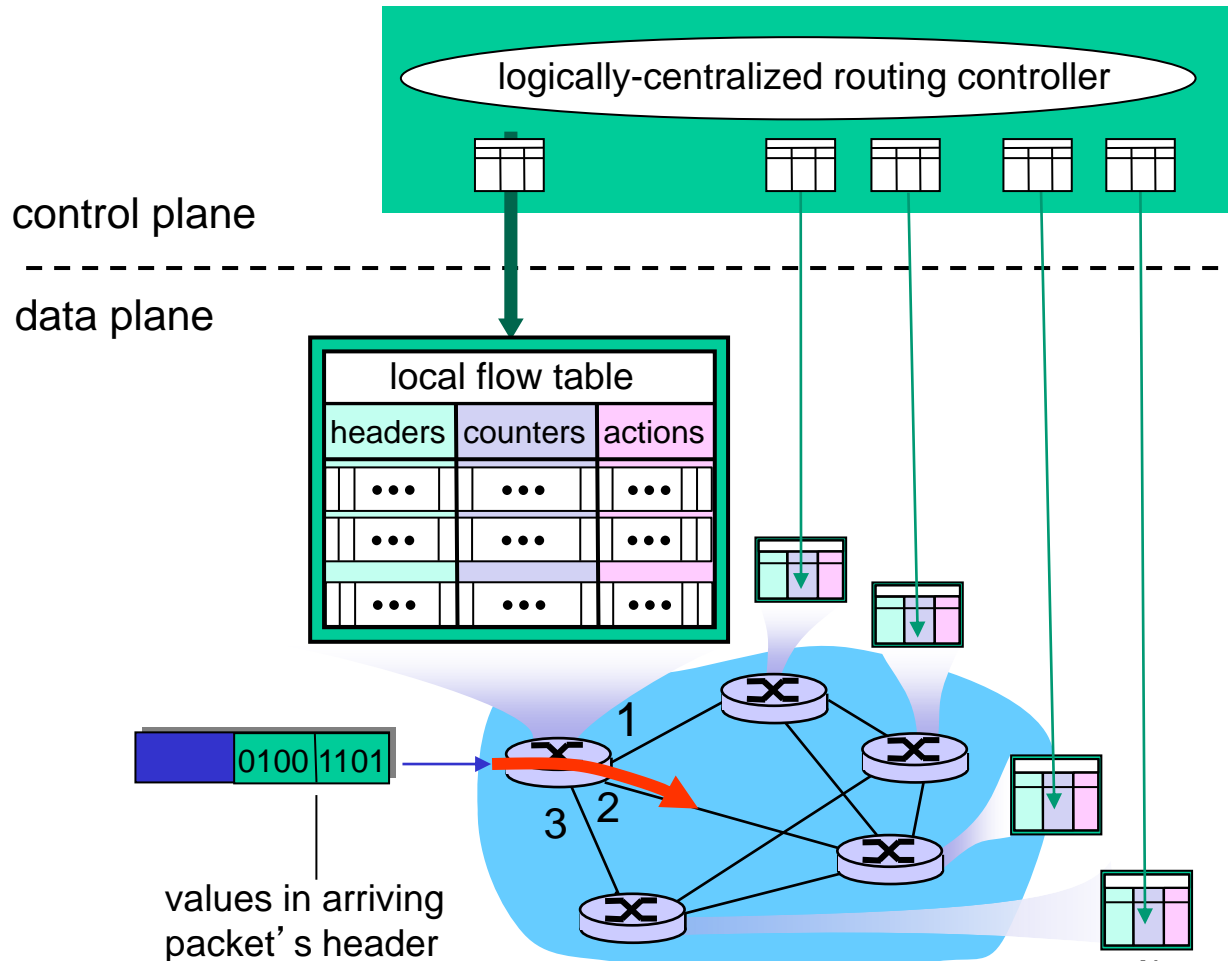 logically-centralized routing controller
control plane
data plane
local flow table
headers counters actions
1
2
3
0100 1101
values in arriving
packet’ s header